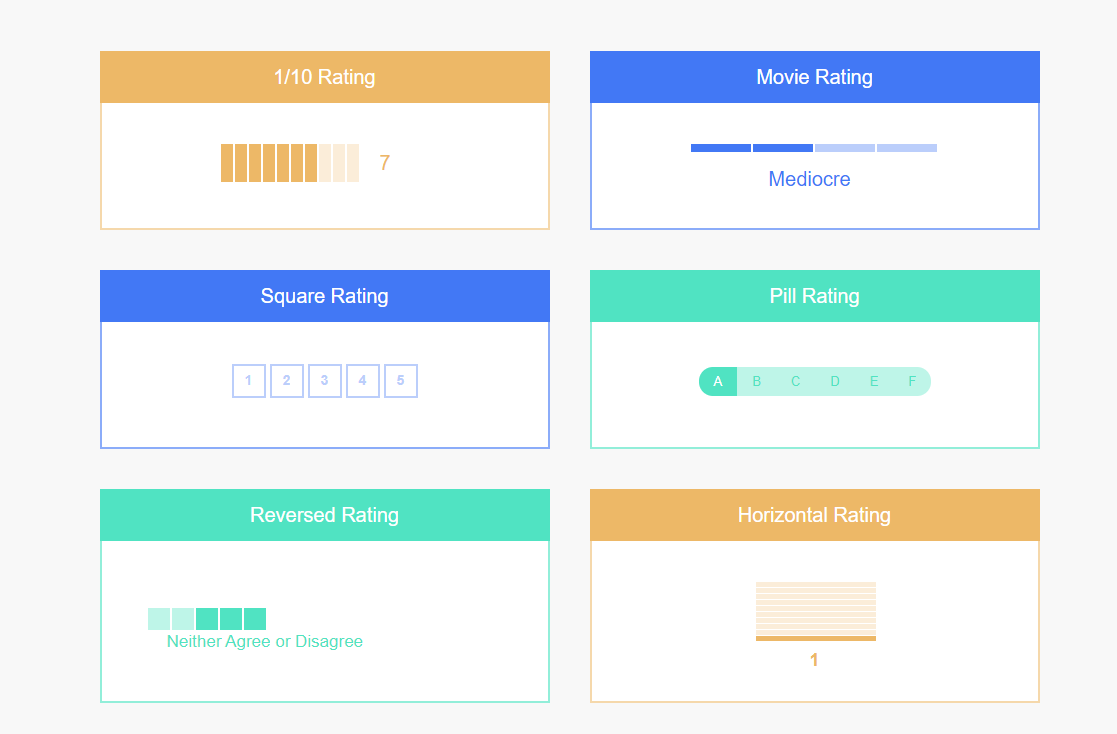 1/10 Rating
7
Movie Rating
Mediocre
Square Rating
1 2 3 4 5
Pill Rating
A B C D E F
Reversed Rating
Neither Agree or Disagree
Horizontal Rating
1